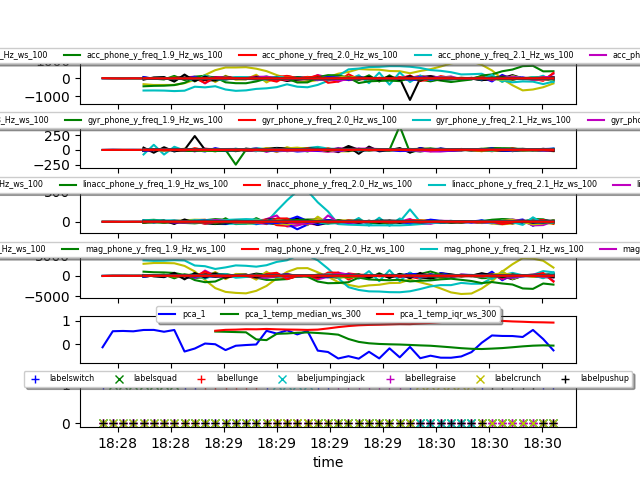 _Hz_ws_100 acc_phone_y_freq_1.9_Hz_ws_100 acc_phone_y_freq_2.0_Hz_ws_100 acc_phone_y_freq_2.1_Hz_ws_100 acc_ph
0
−1000
_Hz_ws_100 gyr_phone_y_freq_1.9_Hz_ws_100 gyr_phone_y_freq_2.0_Hz_ws_100 gyr_phone_y_freq_2.1_Hz_ws_100 gyr_
250
0
−250
Hz_ws_100 linacc_phone_y_freq_1.9_Hz_ws_100 linacc_phone_y_freq_2.0_Hz_ws_100 linacc_phone_y_freq_2.1_Hz_ws_100
0
Hz_ws_100 mag_phone_y_freq_1.9_Hz_ws_100 mag_phone_y_freq_2.0_Hz_ws_100 mag_phone_y_freq_2.1_Hz_ws_100 mag
0
−5000
pca_1 pca_1_temp_median_ws_300 pca_1_temp_iqr_ws_300
1
0
labelswitch labelsquad labellunge labeljumpingjack labellegraise labelcrunch labelpushup
0
18:28 18:28 18:29 18:29 18:29 18:29 18:30 18:30 18:30
time